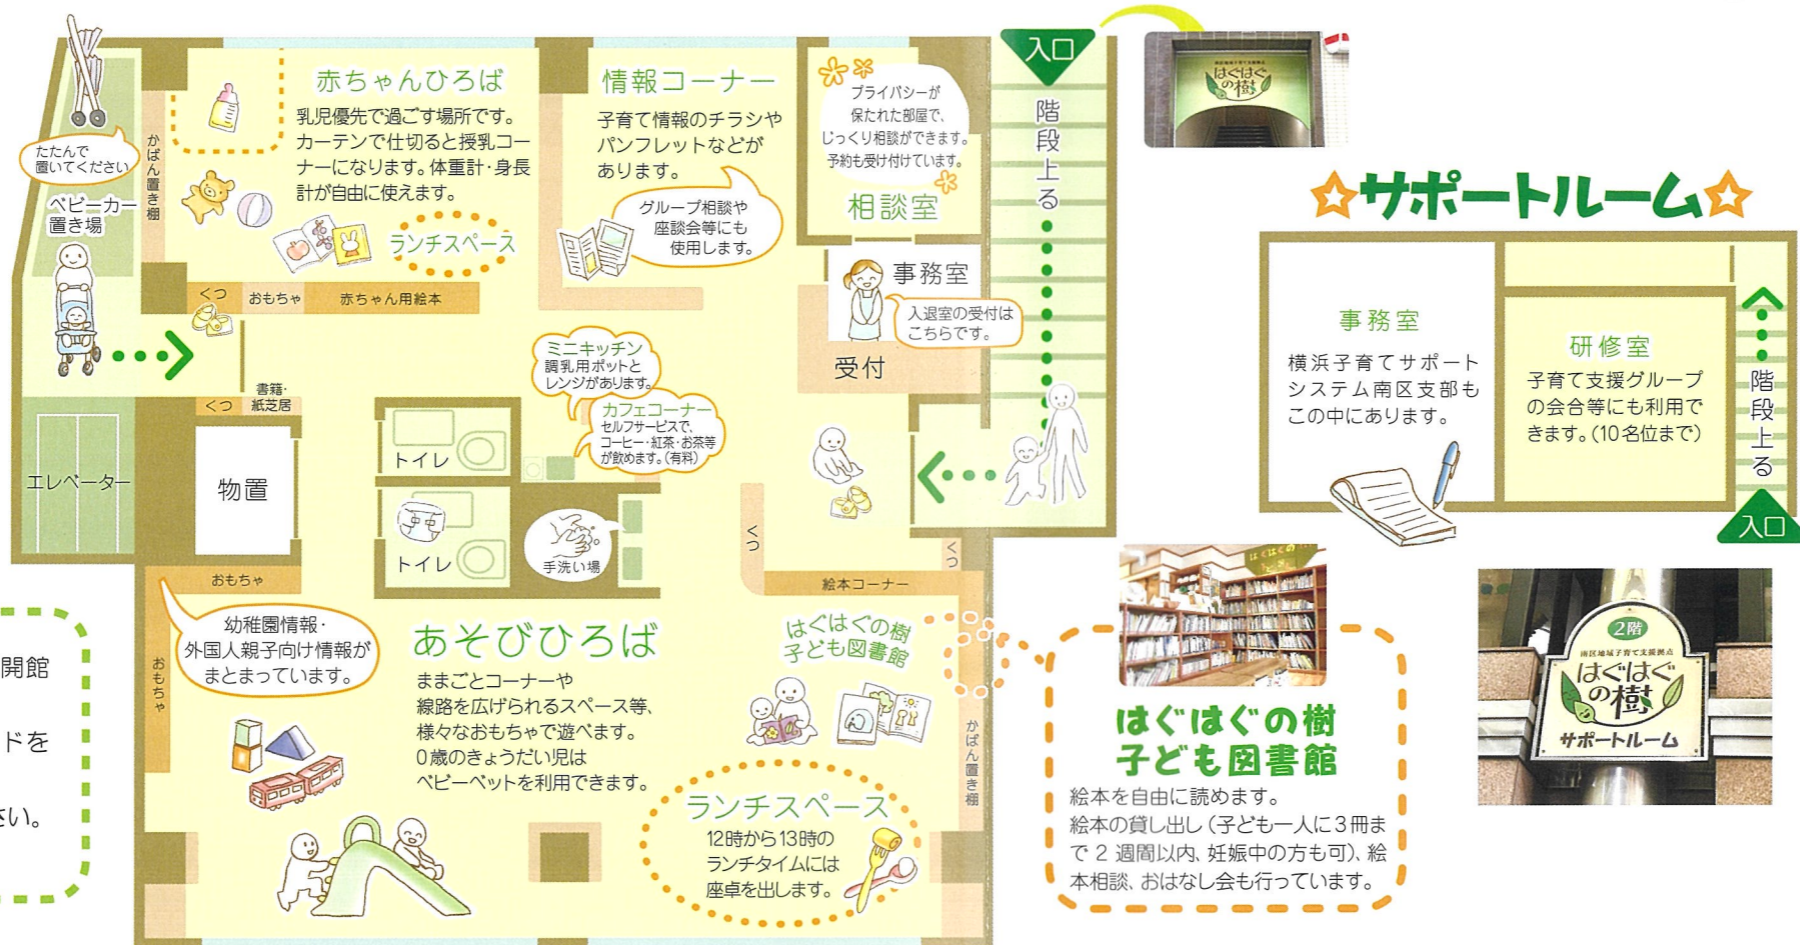 たたんで
置いてください
ベビーカー
置き場
かばん置き棚
赤ちゃんひろば
乳児優先で過ごす場所です。
カーテンで仕切ると授乳コー
ナーになります。体重計・身長
計が自由に使えます。
ランチスペース
くつ
おもちゃ
赤ちゃん用絵本
情報コーナー
子育て情報のチラシや
パンフレットなどが
あります。
グループ相談や
座談会等にも
使用します。
プライバシーが
保たれた部屋で、
じっくり相談ができます。
予約も受け付けています。
相談室
事務室
入退室の受付は
こちらです。
受付
入口
階段上る
はぐはぐ
の樹
ミニキッチン
調乳用ポットと
レンジがあります。
カフェコーナー
セルフサービスで、
コーヒー・紅茶・お茶等
が飲めます。(有料)
書籍・
紙芝居
くつ
エレベーター
物置
トイレ
トイレ
手洗い場
くつ
くつ
おもちゃ
おもちゃ
絵本コーナー
幼稚園情報・
外国人親子向け情報が
まとまっています。
あそびひろば
ままごとコーナーや
線路を広げられるスペース等、
様々なおもちゃで遊べます。
0歳のきょうだい児は
ベビーベットを利用できます。
はぐはぐの樹
子ども図書館
かばん置き棚
ランチスペース
12時から13時の
ランチタイムには
座卓を出します。
開館
ドを
さい。
☆サポートルーム☆
事務室
横浜子育てサポート
システム南区支部も
この中にあります。
研修室
子育て支援グループ
の会合等にも利用で
きます。(10名位まで)
階段上る
入口
はぐはぐの樹
子ども図書館
絵本を自由に読めます。
絵本の貸し出し(子ども一人に3冊ま
で 2 週間以内、妊娠中の方も可)、絵
本相談、おはなし会も行っています。
2階
南区地域子育て支援拠点
はぐはぐ
の樹
サポートルーム